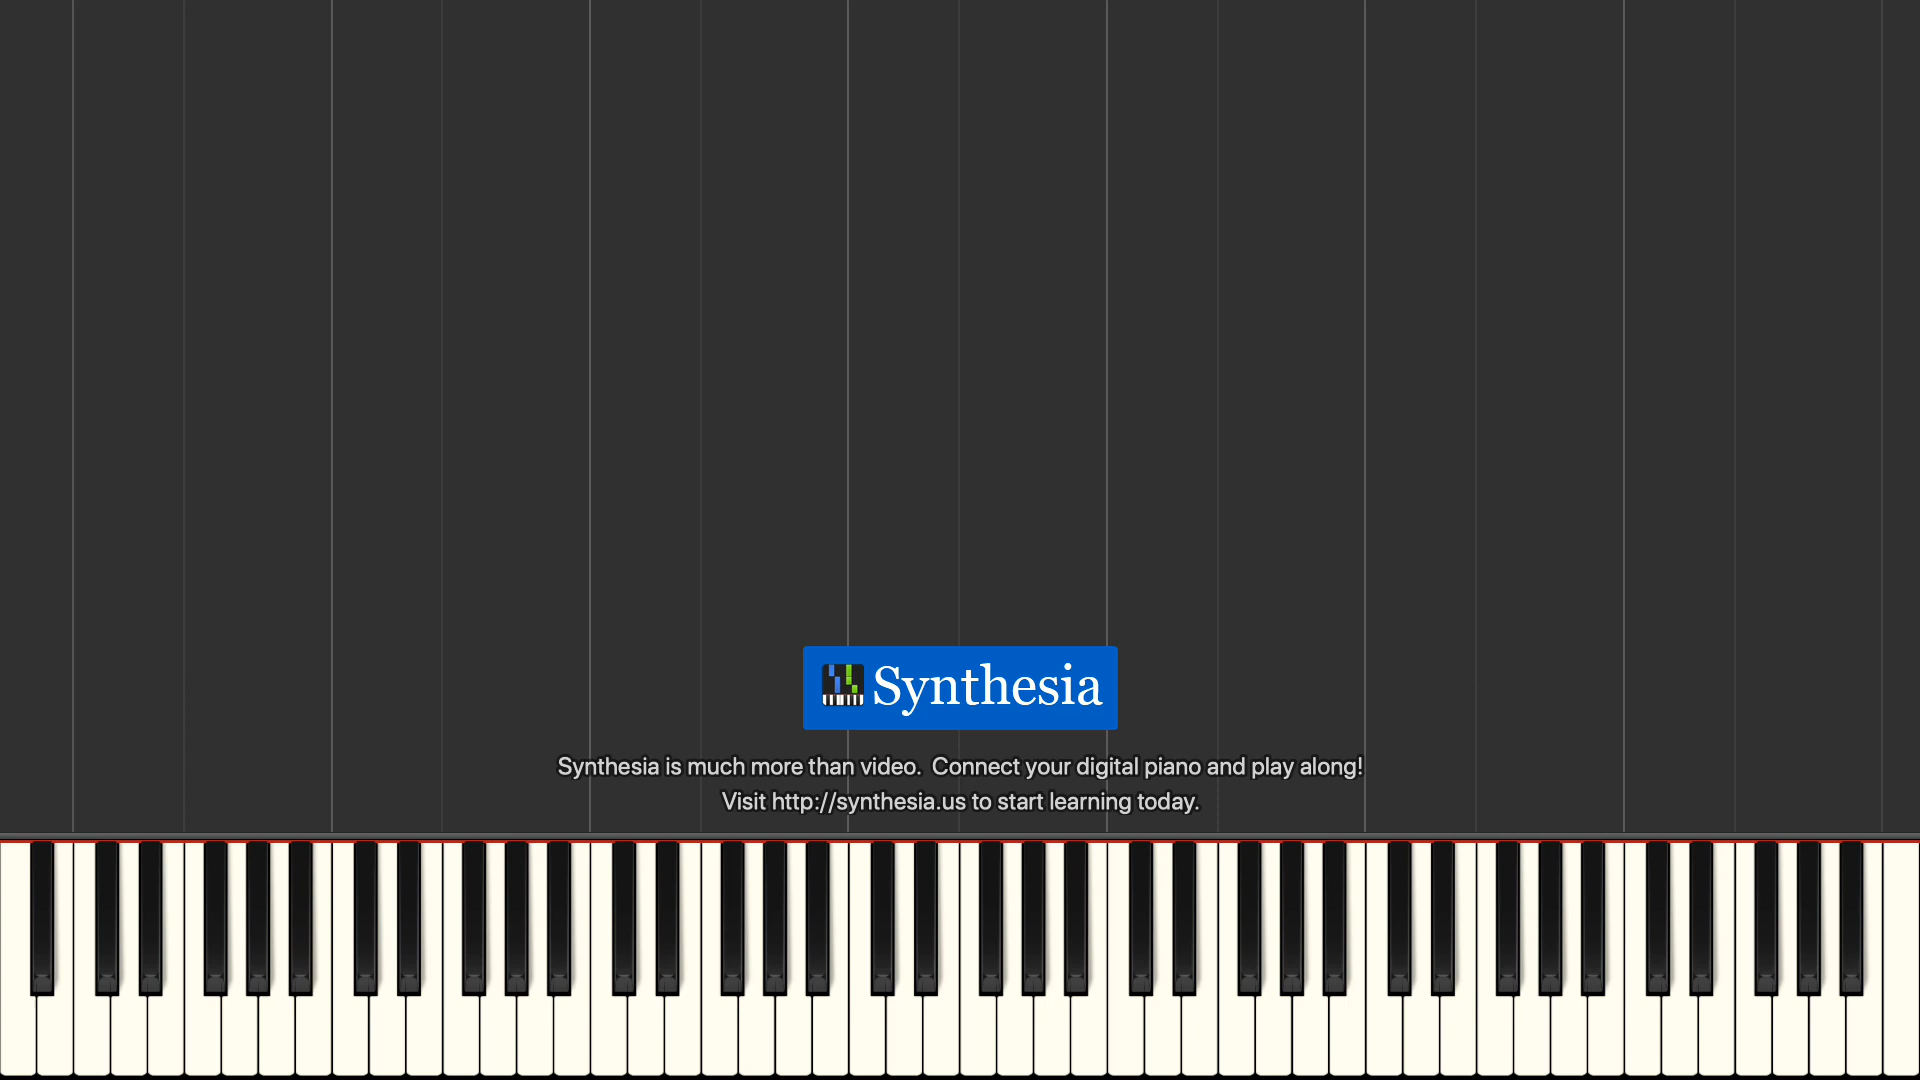 Synthesia
Synthesia is much more than video.  Connect your digital piano and play along!
Visit http://synthesia.us to start learning today.